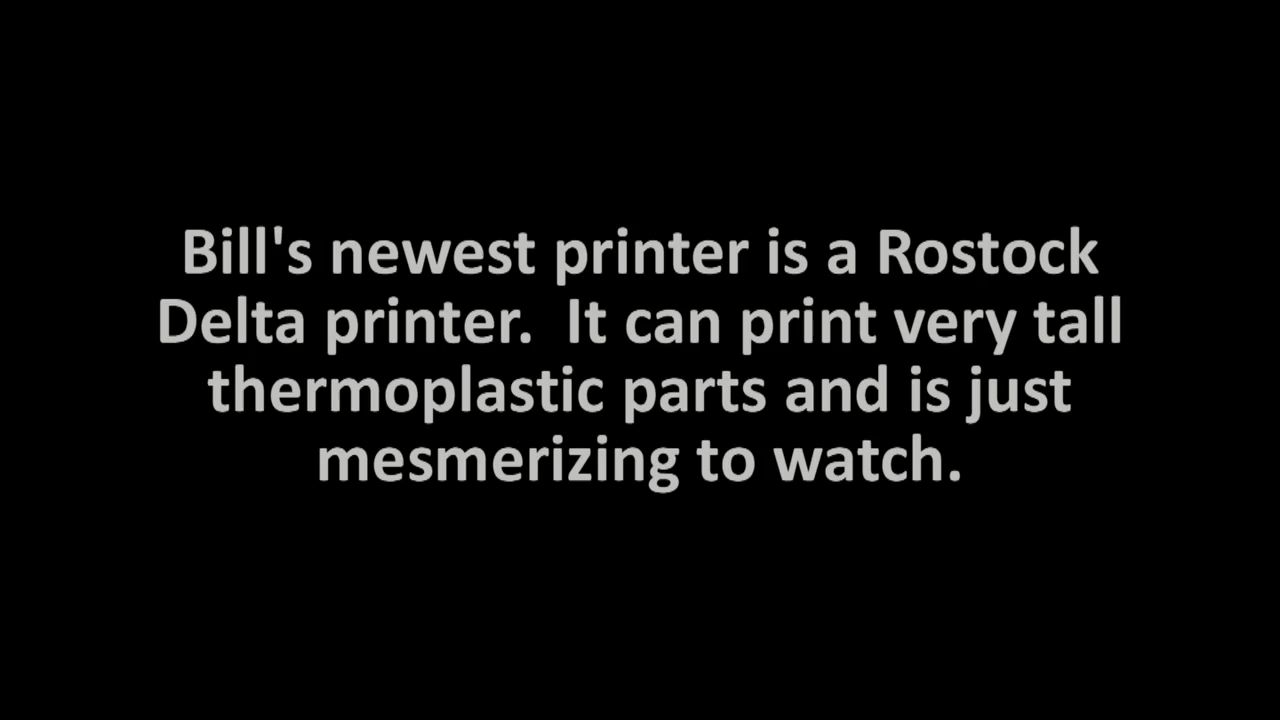 Bill's newest printer is a Rostock
Delta printer.  It can print very tall
thermoplastic parts and is just
mesmerizing to watch.